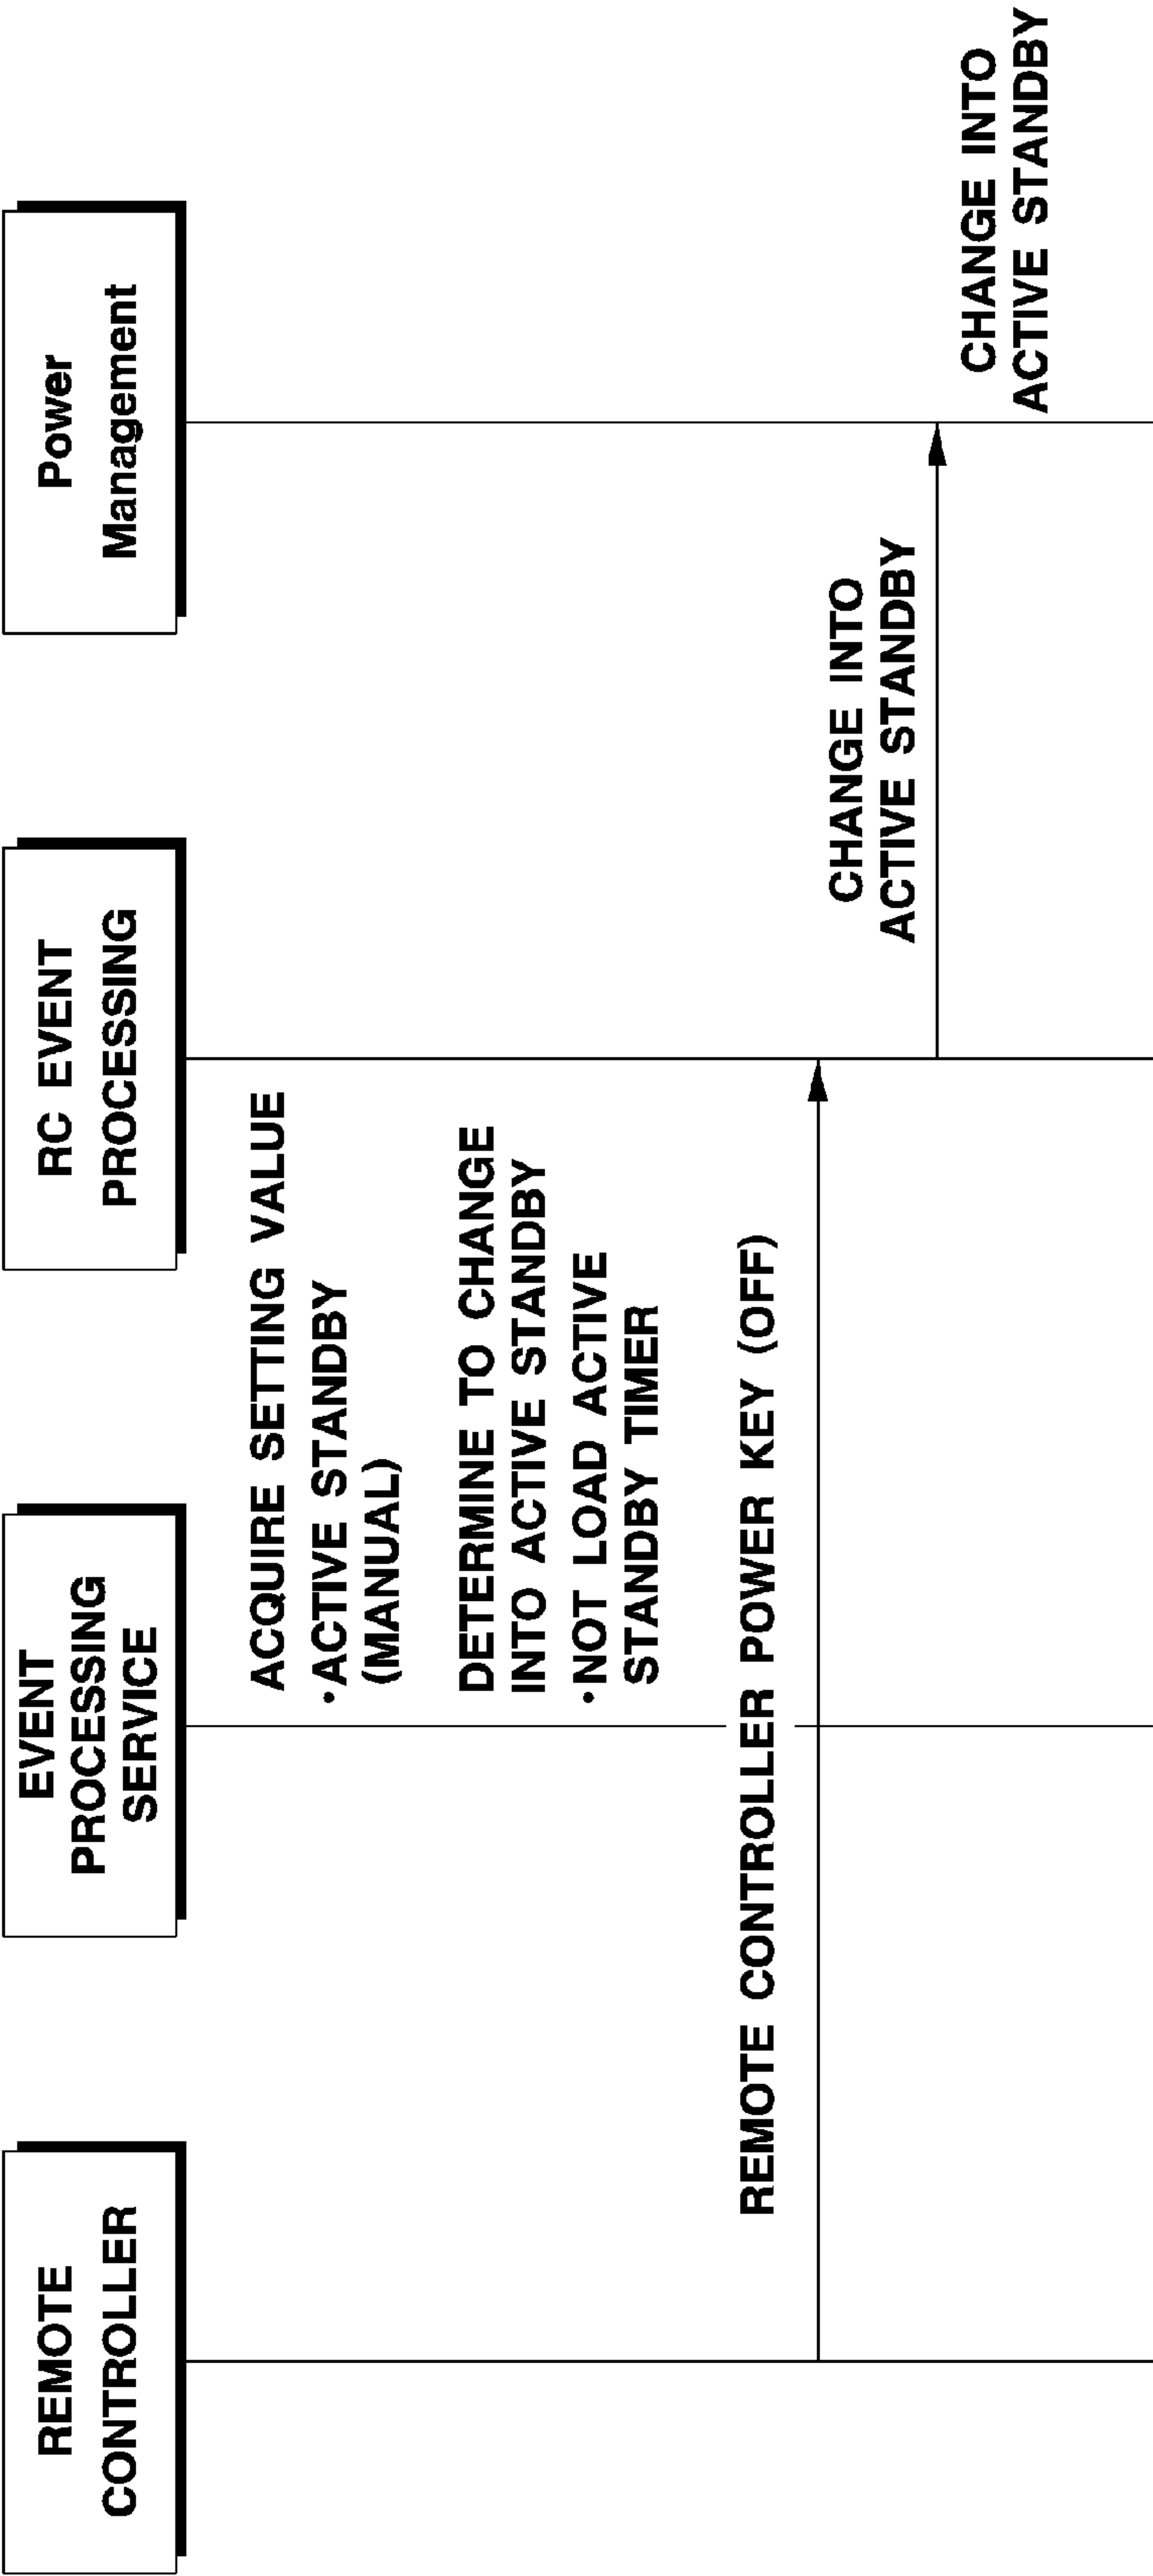 REMOTE
CONTROLLER
EVENT
PROCESSING
SERVICE
RC EVENT
PROCESSING
Power
Management
ACQUIRE SETTING VALUE
・ACTIVE STANDBY
(MANUAL)
DETERMINE TO CHANGE
INTO ACTIVE STANDBY
・NOT LOAD ACTIVE
STANDBY TIMER
REMOTE CONTROLLER POWER KEY (OFF)
CHANGE INTO
ACTIVE STANDBY
CHANGE INTO
ACTIVE STANDBY